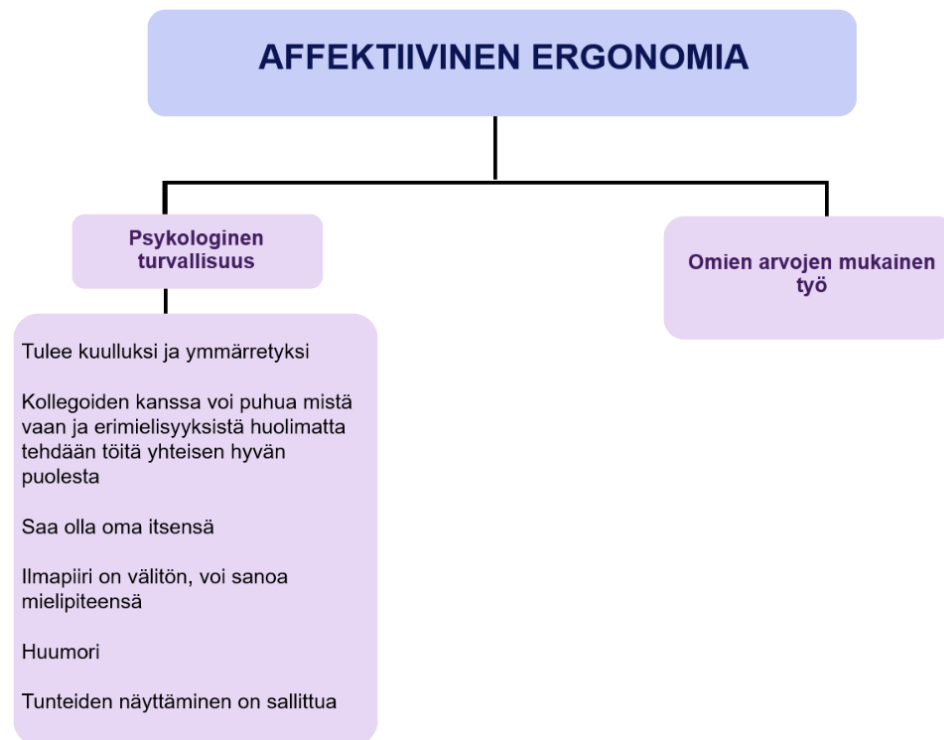 AFFEKTIIVINEN ERGONOMIA
Psykologinen
turvallisuus
Omien arvojen mukainen
työ
Tulee kuulluksi ja ymmärretyksi
Kollegoiden kanssa voi puhua mistä
vaan ja erimielisyyksistä huolimatta
tehdään töitä yhteisen hyvän
puolesta
Saa olla oma itsensä
Ilmapiiri on välitön, voi sanoa
mielipiteensä
Huumori
Tunteiden näyttäminen on sallittua